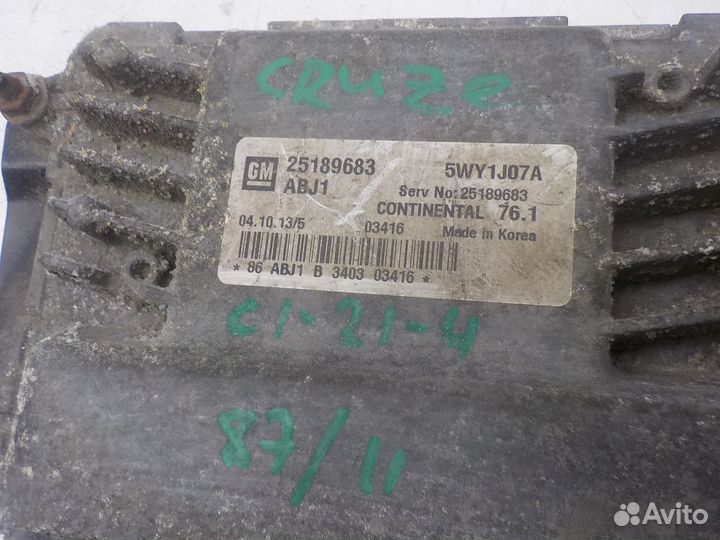 CRUZE
GM 25189683 5WY1J07A
ABJ1 Serv No: 25189683
CONTINENTAL 76.1
04.10.13/5 03416 Made in Korea
* 86 ABJ1 B 3403 03416 *
C1-21-4
87/11
Avito